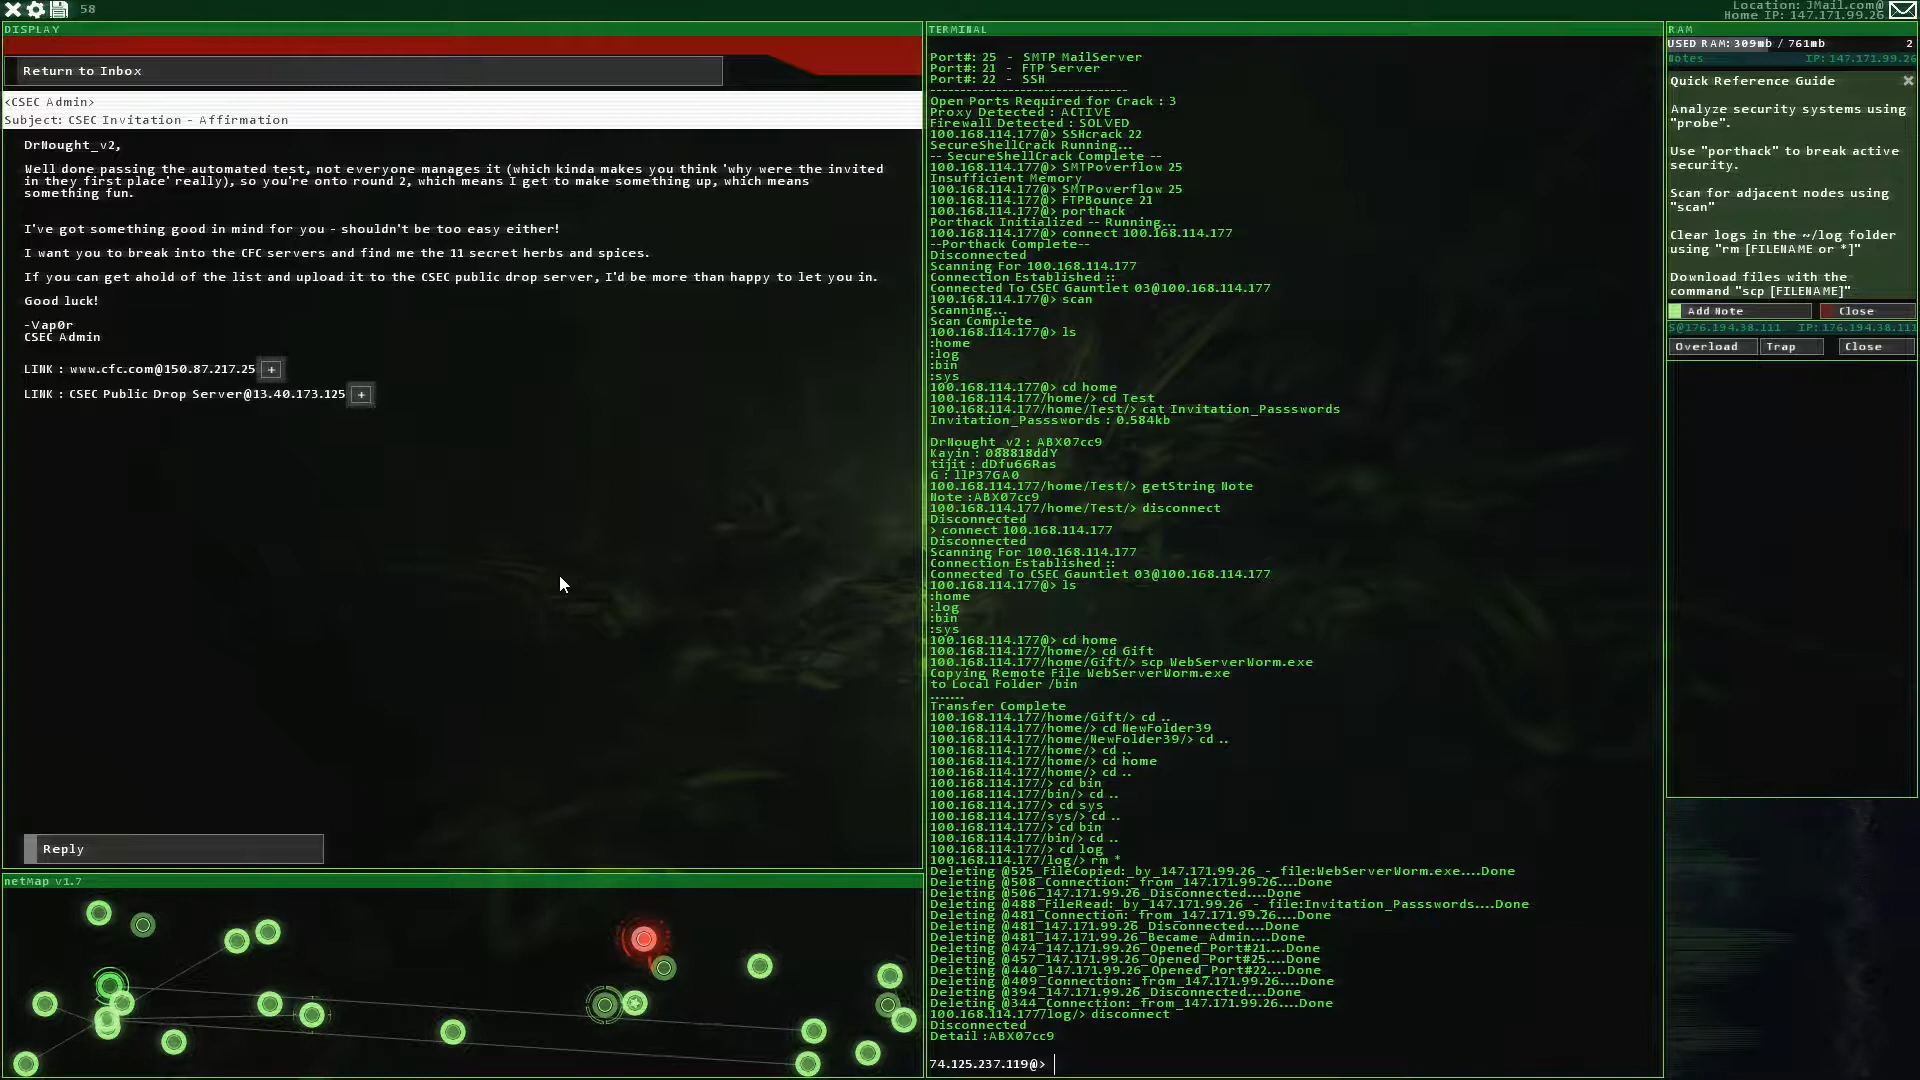 58
Location: JMail.com@
Home IP: 147.171.99.26
DISPLAY
Return to Inbox
<CSEC Admin>
Subject: CSEC Invitation - Affirmation
DrNought_v2,
Well done passing the automated test, not everyone manages it (which kinda makes you think 'why were the invited
in they first place' really), so you're onto round 2, which means I get to make something up, which means
something fun.
I've got something good in mind for you - shouldn't be too easy either!
I want you to break into the CFC servers and find me the 11 secret herbs and spices.
If you can get ahold of the list and upload it to the CSEC public drop server, I'd be more than happy to let you in.
Good luck!
-Vap0r
CSEC Admin
LINK : www.cfc.com@150.87.217.25 +
LINK : CSEC Public Drop Server@13.40.173.125 +
Reply
netMap v1.7
TERMINAL
Port#: 25 - SMTP MailServer
Port#: 21 - FTP Server
Port#: 22 - SSH
---------------------------------
Open Ports Required for Crack : 3
Proxy Detected : ACTIVE
Firewall Detected : SOLVED
100.168.114.177@> SSHcrack 22
SecureShellCrack Running...
-- SecureShellCrack Complete --
100.168.114.177@> SMTPoverflow 25
Insufficient Memory
100.168.114.177@> SMTPoverflow 25
100.168.114.177@> FTPBounce 21
100.168.114.177@> porthack
Porthack Initialized -- Running...
100.168.114.177@> connect 100.168.114.177
--Porthack Complete--
Disconnected
Scanning For 100.168.114.177
Connection Established ::
Connected To CSEC Gauntlet 03@100.168.114.177
100.168.114.177@> scan
Scanning...
Scan Complete
100.168.114.177@> ls
:home
:log
:bin
:sys
100.168.114.177@> cd home
100.168.114.177/home/> cd Test
100.168.114.177/home/Test/> cat Invitation_Passswords
Invitation_Passswords : 0.584kb
DrNought_v2 : ABX07cc9
Kayin : 088818ddY
tijit : dDfu66Ras
G : llP37GA0
100.168.114.177/home/Test/> getString Note
Note :ABX07cc9
100.168.114.177/home/Test/> disconnect
Disconnected
> connect 100.168.114.177
Disconnected
Scanning For 100.168.114.177
Connection Established ::
Connected To CSEC Gauntlet 03@100.168.114.177
100.168.114.177@> ls
:home
:log
:bin
:sys
100.168.114.177@> cd home
100.168.114.177/home/> cd Gift
100.168.114.177/home/Gift/> scp WebServerWorm.exe
Copying Remote File WebServerWorm.exe
to Local Folder /bin
.......
Transfer Complete
100.168.114.177/home/Gift/> cd ..
100.168.114.177/home/> cd NewFolder39
100.168.114.177/home/NewFolder39/> cd ..
100.168.114.177/home/> cd ..
100.168.114.177/home/> cd home
100.168.114.177/home/> cd ..
100.168.114.177/> cd bin
100.168.114.177/bin/> cd ..
100.168.114.177/> cd sys
100.168.114.177/sys/> cd ..
100.168.114.177/> cd bin
100.168.114.177/bin/> cd ..
100.168.114.177/> cd log
100.168.114.177/log/> rm *
Deleting @525_FileCopied:_by_147.171.99.26_-_file:WebServerWorm.exe....Done
Deleting @508_Connection:_from_147.171.99.26....Done
Deleting @506_147.171.99.26_Disconnected....Done
Deleting @488_FileRead:_by_147.171.99.26_-_file:Invitation_Passswords....Done
Deleting @481_Connection:_from_147.171.99.26....Done
Deleting @481_147.171.99.26_Disconnected....Done
Deleting @481_147.171.99.26_Became_Admin....Done
Deleting @474_147.171.99.26_Opened_Port#21....Done
Deleting @457_147.171.99.26_Opened_Port#25....Done
Deleting @440_147.171.99.26_Opened_Port#22....Done
Deleting @409_Connection:_from_147.171.99.26....Done
Deleting @394_147.171.99.26_Disconnected....Done
Deleting @344_Connection:_from_147.171.99.26....Done
100.168.114.177/log/> disconnect
Disconnected
Detail :ABX07cc9
74.125.237.119@>
RAM
USED RAM: 309mb / 761mb 2
Notes IP: 147.171.99.26
Quick Reference Guide
Analyze security systems using
"probe".
Use "porthack" to break active
security.
Scan for adjacent nodes using
"scan"
Clear logs in the ~/log folder
using "rm [FILENAME or *]"
Download files with the
command "scp [FILENAME]"
Add Note Close
S@176.194.38.111 IP: 176.194.38.111
Overload Trap Close